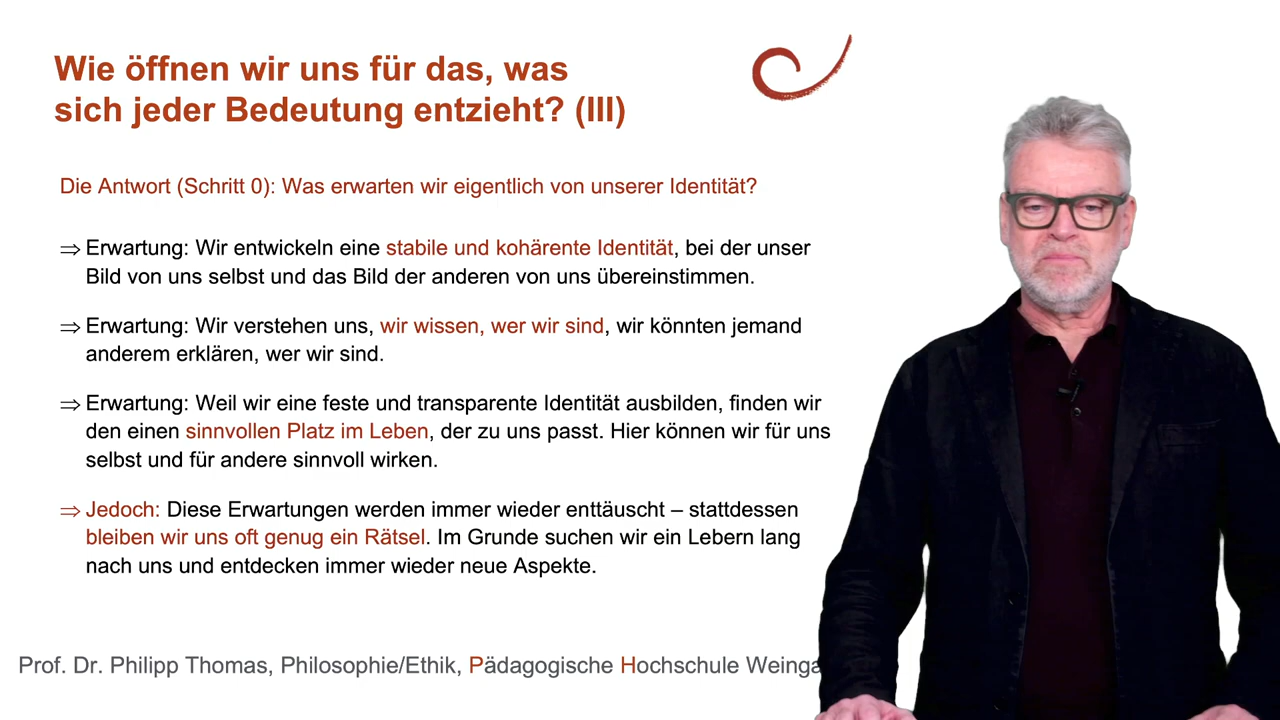 Wie öffnen wir uns für das, was
sich jeder Bedeutung entzieht? (III)
Die Antwort (Schritt 0): Was erwarten wir eigentlich von unserer Identität?
⇒ Erwartung: Wir entwickeln eine stabile und kohärente Identität, bei der unser
Bild von uns selbst und das Bild der anderen von uns übereinstimmen.
⇒ Erwartung: Wir verstehen uns, wir wissen, wer wir sind, wir könnten jemand
anderem erklären, wer wir sind.
⇒ Erwartung: Weil wir eine feste und transparente Identität ausbilden, finden wir
den einen sinnvollen Platz im Leben, der zu uns passt. Hier können wir für uns
selbst und für andere sinnvoll wirken.
⇒ Jedoch: Diese Erwartungen werden immer wieder enttäuscht – stattdessen
bleiben wir uns oft genug ein Rätsel. Im Grunde suchen wir ein Lebern lang
nach uns und entdecken immer wieder neue Aspekte.
Prof. Dr. Philipp Thomas, Philosophie/Ethik, Pädagogische Hochschule